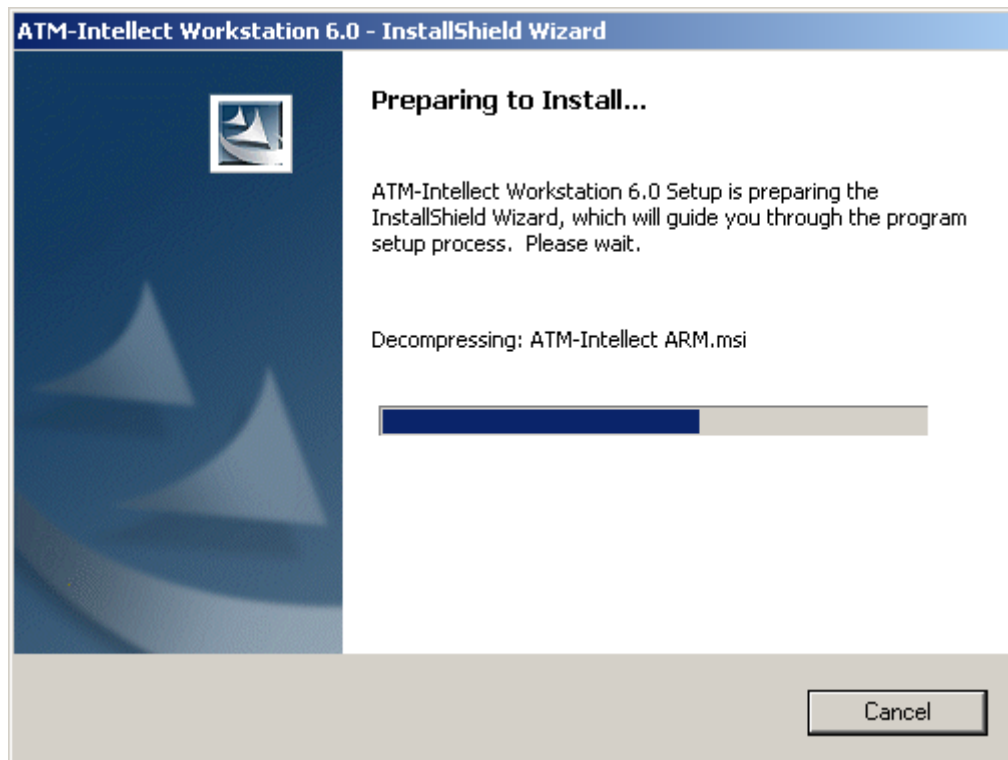 ATM-Intellect Workstation 6.0 - InstallShield Wizard
Preparing to Install...
ATM-Intellect Workstation 6.0 Setup is preparing the
InstallShield Wizard, which will guide you through the program
setup process.  Please wait.
Decompressing: ATM-Intellect ARM.msi
Cancel